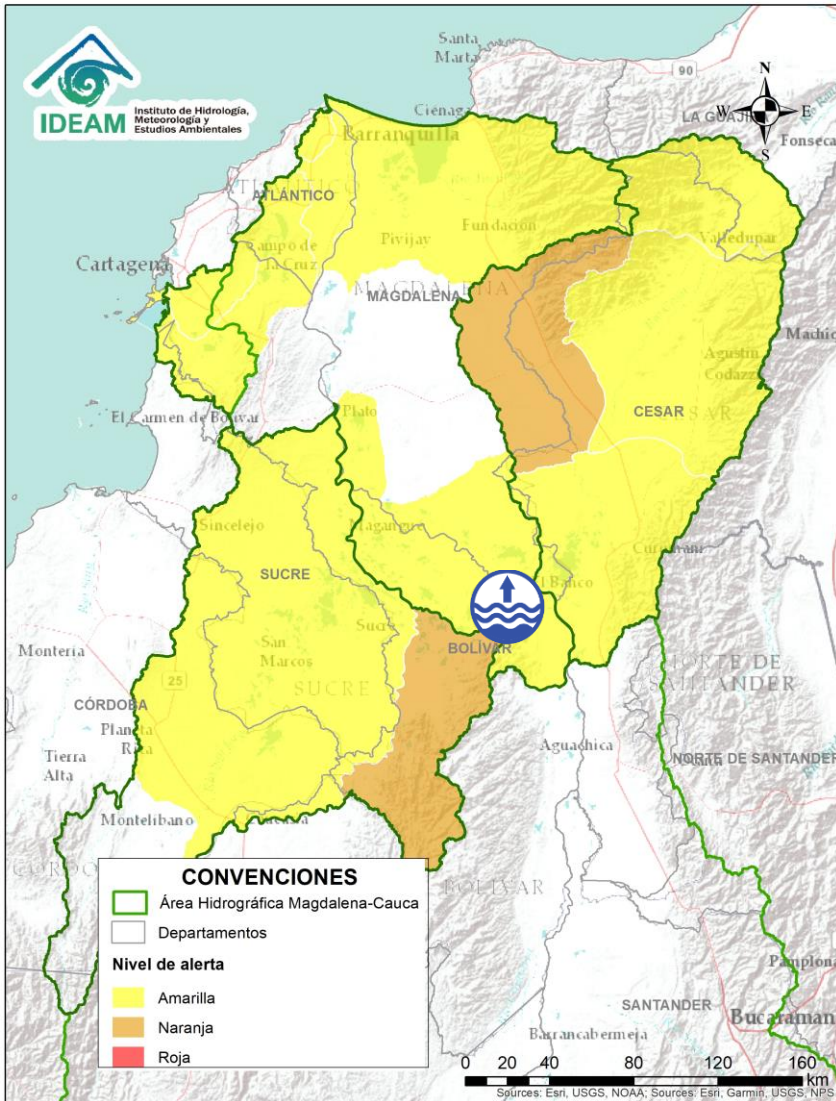 IDEAM
Instituto de Hidrología,
Meteorología y
Estudios Ambientales
Santa
Marta
90
N
W
E
S
LA GUAJI
Fonseca
Ciénaga
Barranquilla
ATLÁNTICO
Valledupar
Campo de
la Cruz
Pivijay
Fundación
Cartagena
MAGDALENA
Agustín
Codazzi
El Carmen de Bolívar
Plato
CESAR
Sincelejo
Magangué
SUCRE
El Banco
Sucre
San
Marcos
BOLÍVAR
SUCRE
Montería
25
CÓRDOBA
Planeta
Rica
Tierra
Alta
NORTE DE
SANTANDER
Aguachica
NORTE DE SANTANDER
Montelibano
BOLÍVAR
CONVENCIONES
Área Hidrográfica Magdalena-Cauca
Departamentos
Nivel de alerta
Amarilla
Naranja
Roja
Pamplona
SANTANDER
Bucaraman
Barrancabermeja
0 20 40 80 120 160
km
Sources: Esri, USGS, NOAA; Sources: Esri, Garmin, USGS, NPS